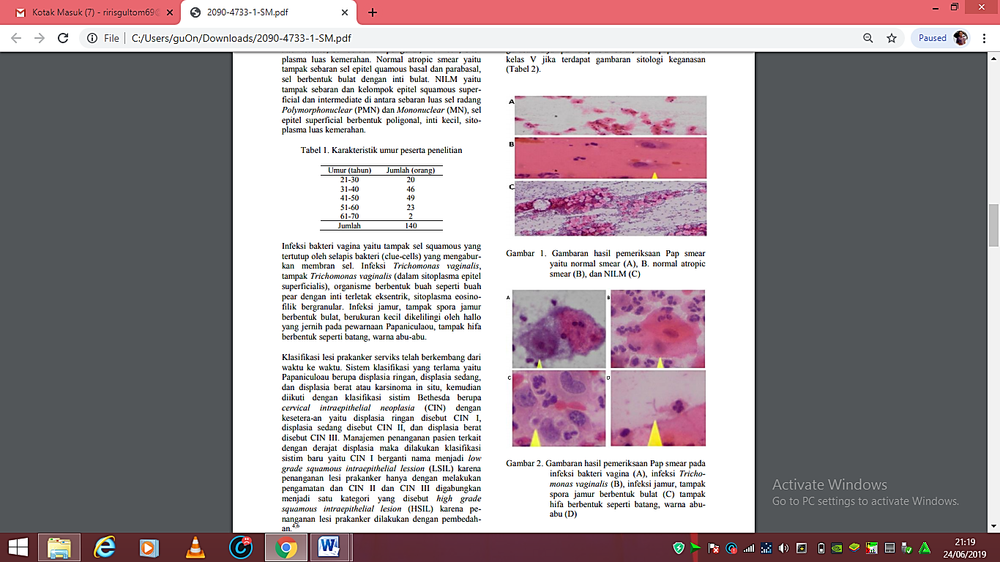 Kotak Masuk (7) - ririsgultom69@
2090-4733-1-SM.pdf
File
C:/Users/guOn/Downloads/2090-4733-1-SM.pdf
Paused
plasma luas kemerahan. Normal atropic smear yaitu
tampak sebaran sel epitel quamous basal dan parabasal,
sel berbentuk bulat dengan inti bulat. NILM yaitu
tampak sebaran dan kelompok epitel squamous super-
ficial dan intermediate di antara sebaran luas sel radang
Polymorphonuclear (PMN) dan Mononuclear (MN), sel
epitel superficial berbentuk poligonal, inti kecil, sito-
plasma luas kemerahan.
Tabel 1. Karakteristik umur peserta penelitian
Umur (tahun) Jumlah (orang)
21-30 20
31-40 46
41-50 49
51-60 23
61-70 2
Jumlah 140
Infeksi bakteri vagina yaitu tampak sel squamous yang
tertutup oleh selapis bakteri (clue-cells) yang mengabur-
kan membran sel. Infeksi Trichomonas vaginalis,
tampak Trichomonas vaginalis (dalam sitoplasma epitel
superficialis), organisme berbentuk buah seperti buah
pear dengan inti terletak eksentrik, sitoplasma eosino-
filik bergranular. Infeksi jamur, tampak spora jamur
berbentuk bulat, berukuran kecil dikelilingi oleh hallo
yang jernih pada pewarnaan Papaniculaou, tampak hifa
berbentuk seperti batang, warna abu-abu.
Klasifikasi lesi prakanker serviks telah berkembang dari
waktu ke waktu. Sistem klasifikasi yang terlama yaitu
Papaniculoau berupa displasia ringan, displasia sedang,
dan displasia berat atau karsinoma in situ, kemudian
diikuti dengan klasifikasi sistim Bethesda berupa
cervical intraepithelial neoplasia (CIN) dengan
kesetera-an yaitu displasia ringan disebut CIN I,
displasia sedang disebut CIN II, dan displasia berat
disebut CIN III. Manajemen penanganan pasien terkait
dengan derajat displasia maka dilakukan klasifikasi
sistim baru yaitu CIN I berganti nama menjadi low
grade squamous intraepithelial lession (LSIL) karena
penanganan lesi prakanker hanya dengan melakukan
pengamatan dan CIN II dan CIN III digabungkan
menjadi satu kategori yang disebut high grade
squamous intraepithelial lesion (HSIL) karena pe-
nanganan lesi prakanker dilakukan dengan pembedah-
an.4,6
kelas V jika terdapat gambaran sitologi keganasan
(Tabel 2).
A
B
C
Gambar 1. Gambaran hasil pemeriksaan Pap smear
yaitu normal smear (A), B. normal atropic
smear (B), dan NILM (C)
A B
C D
Gambar 2. Gambaran hasil pemeriksaan Pap smear pada
infeksi bakteri vagina (A), infeksi Tricho-
monas vaginalis (B), infeksi jamur, tampak
spora jamur berbentuk bulat (C) tampak
hifa berbentuk seperti batang, warna abu-
abu (D)
Activate Windows
Go to PC settings to activate Windows.
21:19
24/06/2019